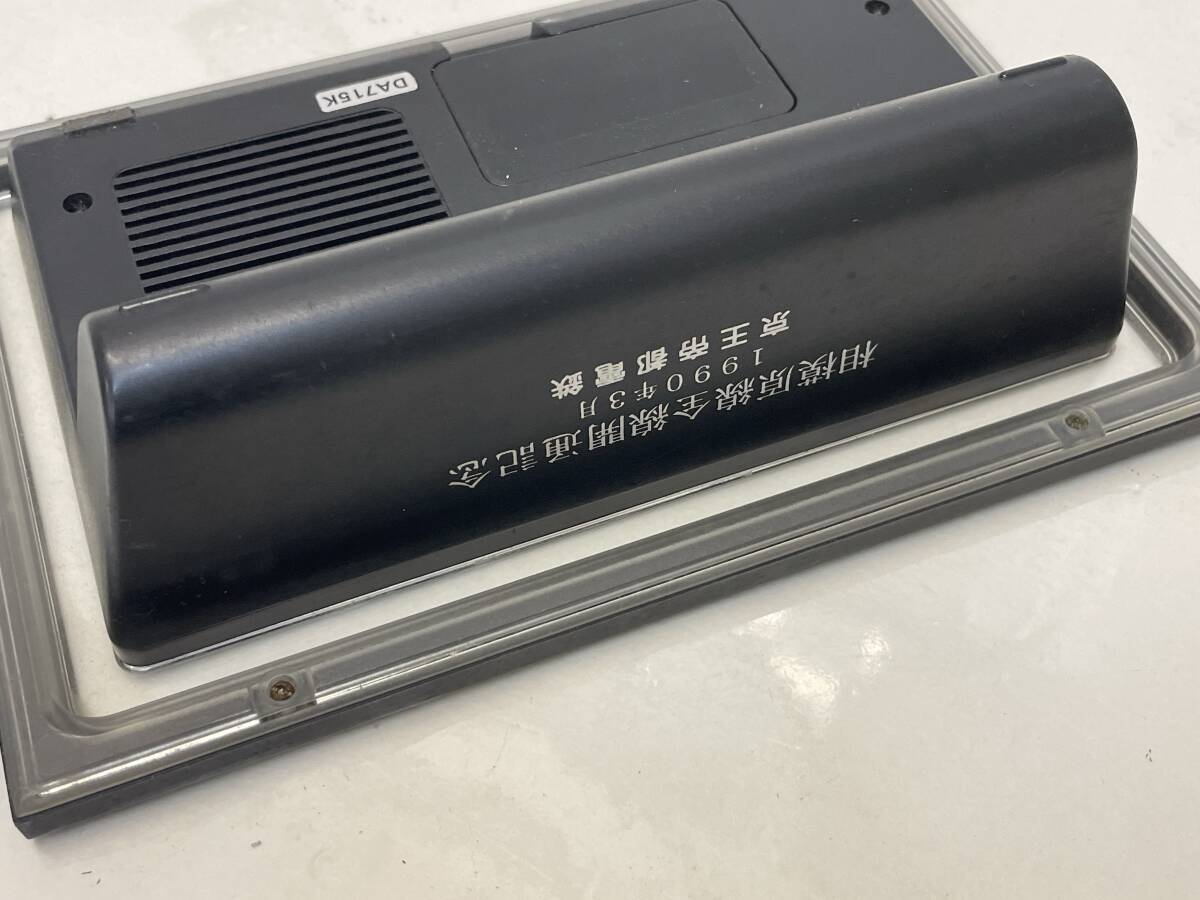 相模原線全線開通記念
1990年3月
京王帝都電鉄
DA715K